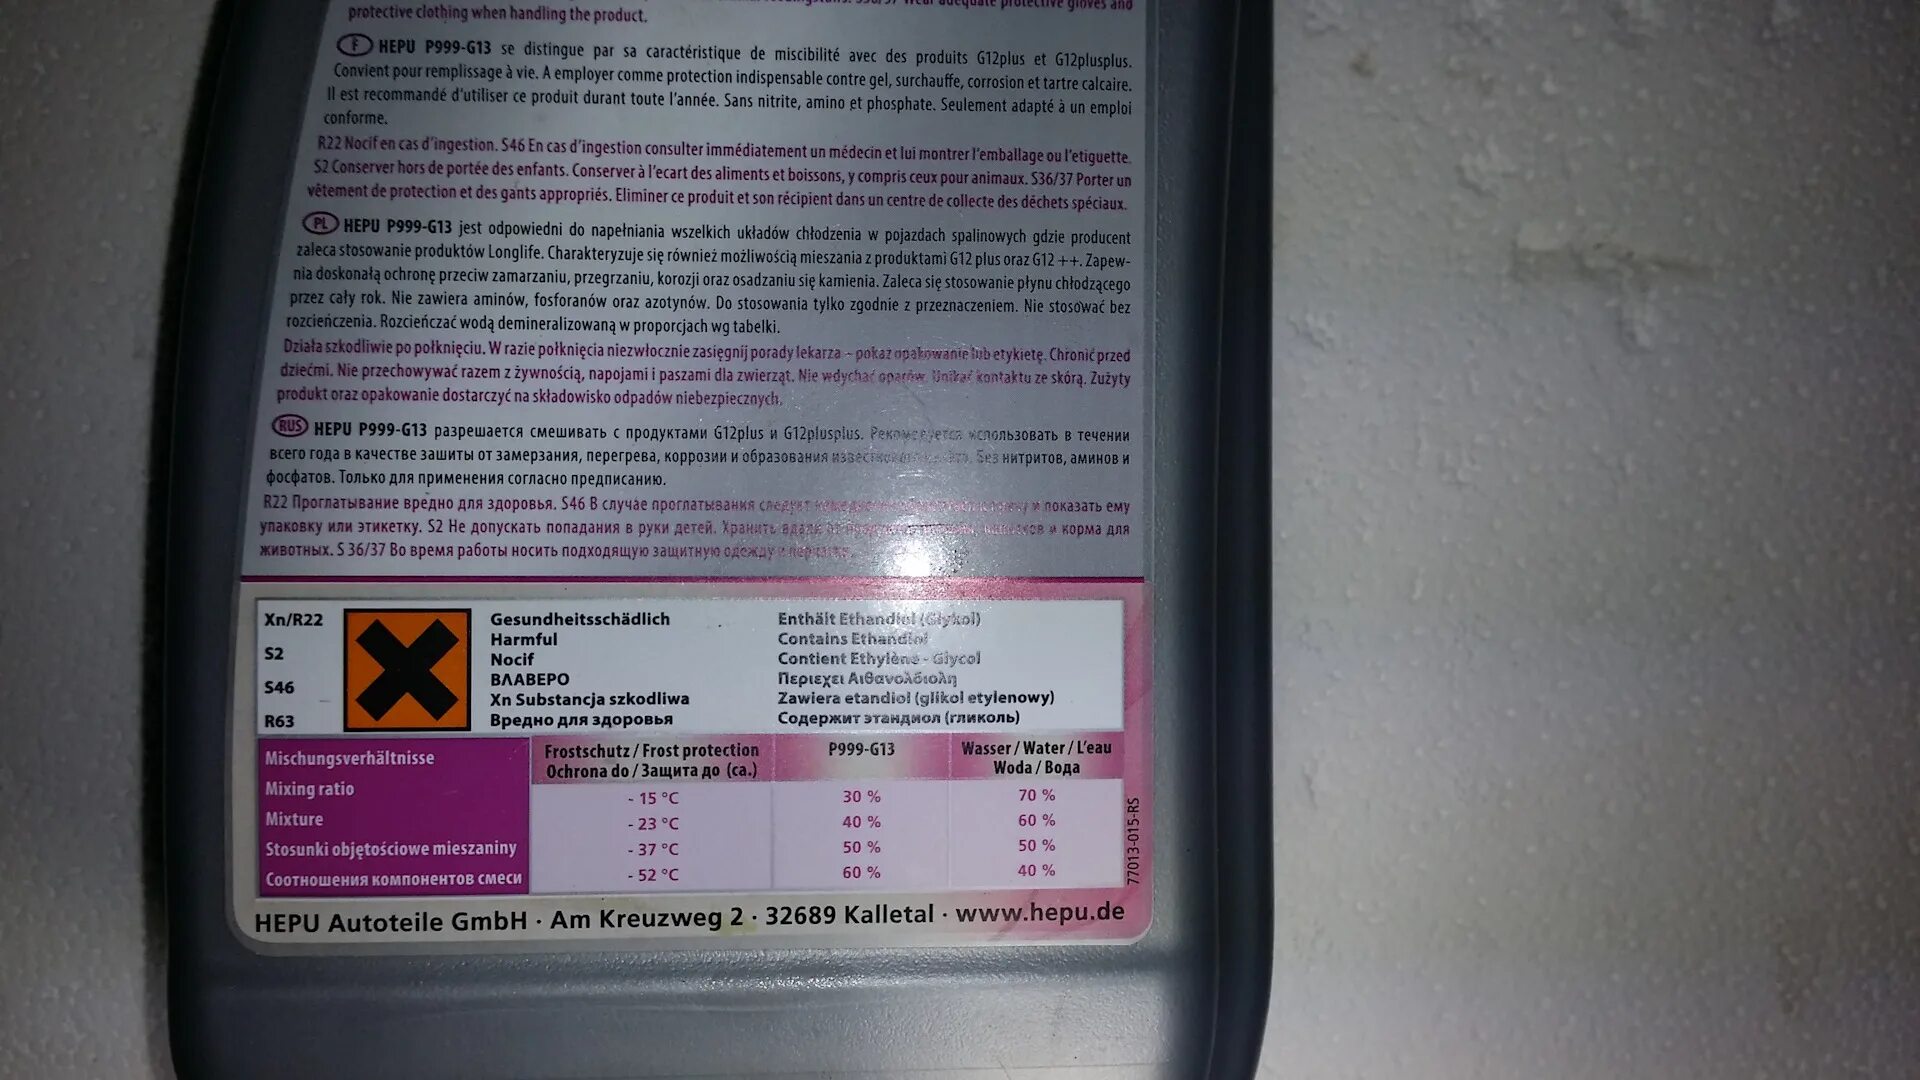 protective gloves and
protective clothing when handling the product.
F HEPU P999-G13 se distingue par sa caractéristique de miscibilité avec des produits G12plus et G12plusplus.
Convient pour remplissage à vie. A employer comme protection indispensable contre gel, surchauffe, corrosion et tartre calcaire.
Il est recommandé d'utiliser ce produit durant toute l'année. Sans nitrite, amino et phosphate. Seulement adapté à un emploi
conforme.
R22 Nocif en cas d'ingestion. S46 En cas d'ingestion consulter immédiatement un médecin et lui montrer l'emballage ou l'etiquette.
S2 Conserver hors de portée des enfants. Conserver à l'ecart des aliments et boissons, y compris ceux pour animaux. S36/37 Porter un
vêtement de protection et des gants appropriés. Eliminer ce produit et son récipient dans un centre de collecte des déchets spéciaux.
PL HEPU P999-G13 jest odpowiedni do napełniania wszelkich układów chłodzenia w pojazdach spalinowych gdzie producent
zaleca stosowanie produktów Longlife. Charakteryzuje się również możliwością mieszania z produktami G12 plus oraz G12 ++. Zapew-
nia doskonałą ochronę przeciw zamarzaniu, przegrzaniu, korozji oraz osadzaniu się kamienia. Zaleca się stosowanie płynu chłodzącego
przez cały rok. Nie zawiera aminów, fosforanów oraz azotynów. Do stosowania tylko zgodnie z przeznaczeniem. Nie stosować bez
rozcieńczenia. Rozcieńczać wodą demineralizowaną w proporcjach wg tabelki.
Działa szkodliwie po połknięciu. W razie połknięcia niezwłocznie zasięgnij porady lekarza – pokaż opakowanie lub etykietę. Chronić przed
dziećmi. Nie przechowywać razem z żywnością, napojami i paszami dla zwierząt. Nie wdychać oparów. Unikać kontaktu ze skórą. Zużyty
produkt oraz opakowanie dostarczyć na składowisko odpadów niebezpiecznych.
RUS HEPU P999-G13 разрешается смешивать с продуктами G12plus и G12plusplus. Рекомендуется использовать в течении
всего года в качестве зашиты от замерзания, перегрева, коррозии и образования Без нитритов, аминов и
фосфатов. Только для применения согласно предписанию.
R22 Проглатывание вредно для здоровья. S46 В случае проглатывания следует и показать ему
упаковку или этикетку. S2 Не допускать попадания в руки детей. Хранить вдали от и корма для
животных. S 36/37 Во время работы носить подходящую защитную одежду и
Xn/R22
S2
S46
R63
Gesundheitsschädlich
Harmful
Nocif
ΒΛΑΒΕΡΟ
Xn Substancja szkodliwa
Вредно для здоровья
Enthält Ethandiol (Glykol)
Contains Ethandiol
Contient Ethylène - Glycol
Περιεχει Αιθανολδιολη
Zawiera etandiol (glikol etylenowy)
Содержит этандиол (гликоль)
Mischungsverhältnisse
Mixing ratio
Mixture
Stosunki objętościowe mieszaniny
Соотношения компонентов смеси
Frostschutz / Frost protection
Ochrona do / Защита до (ca.)
P999-G13
Wasser / Water / L'eau
Woda / Вода
- 15 °C 30 % 70 %
- 23 °C 40 % 60 %
- 37 °C 50 % 50 %
- 52 °C 60 % 40 %
77013-015-RS
HEPU Autoteile GmbH · Am Kreuzweg 2 · 32689 Kalletal · www.hepu.de